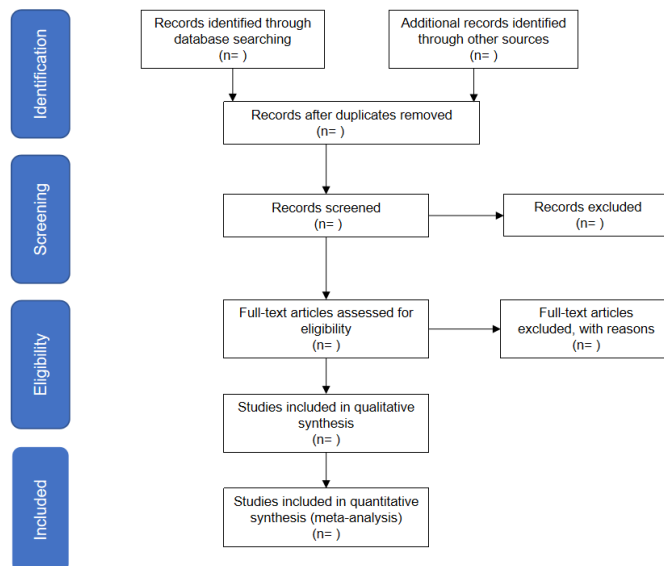 Identification
Records identified through
database searching
(n= )
Additional records identified
through other sources
(n= )
Records after duplicates removed
(n= )
Screening
Records screened
(n= )
Records excluded
(n= )
Eligibility
Full-text articles assessed for
eligibility
(n= )
Full-text articles
excluded, with reasons
(n= )
Studies included in qualitative
synthesis
(n= )
Included
Studies included in quantitative
synthesis (meta-analysis)
(n= )